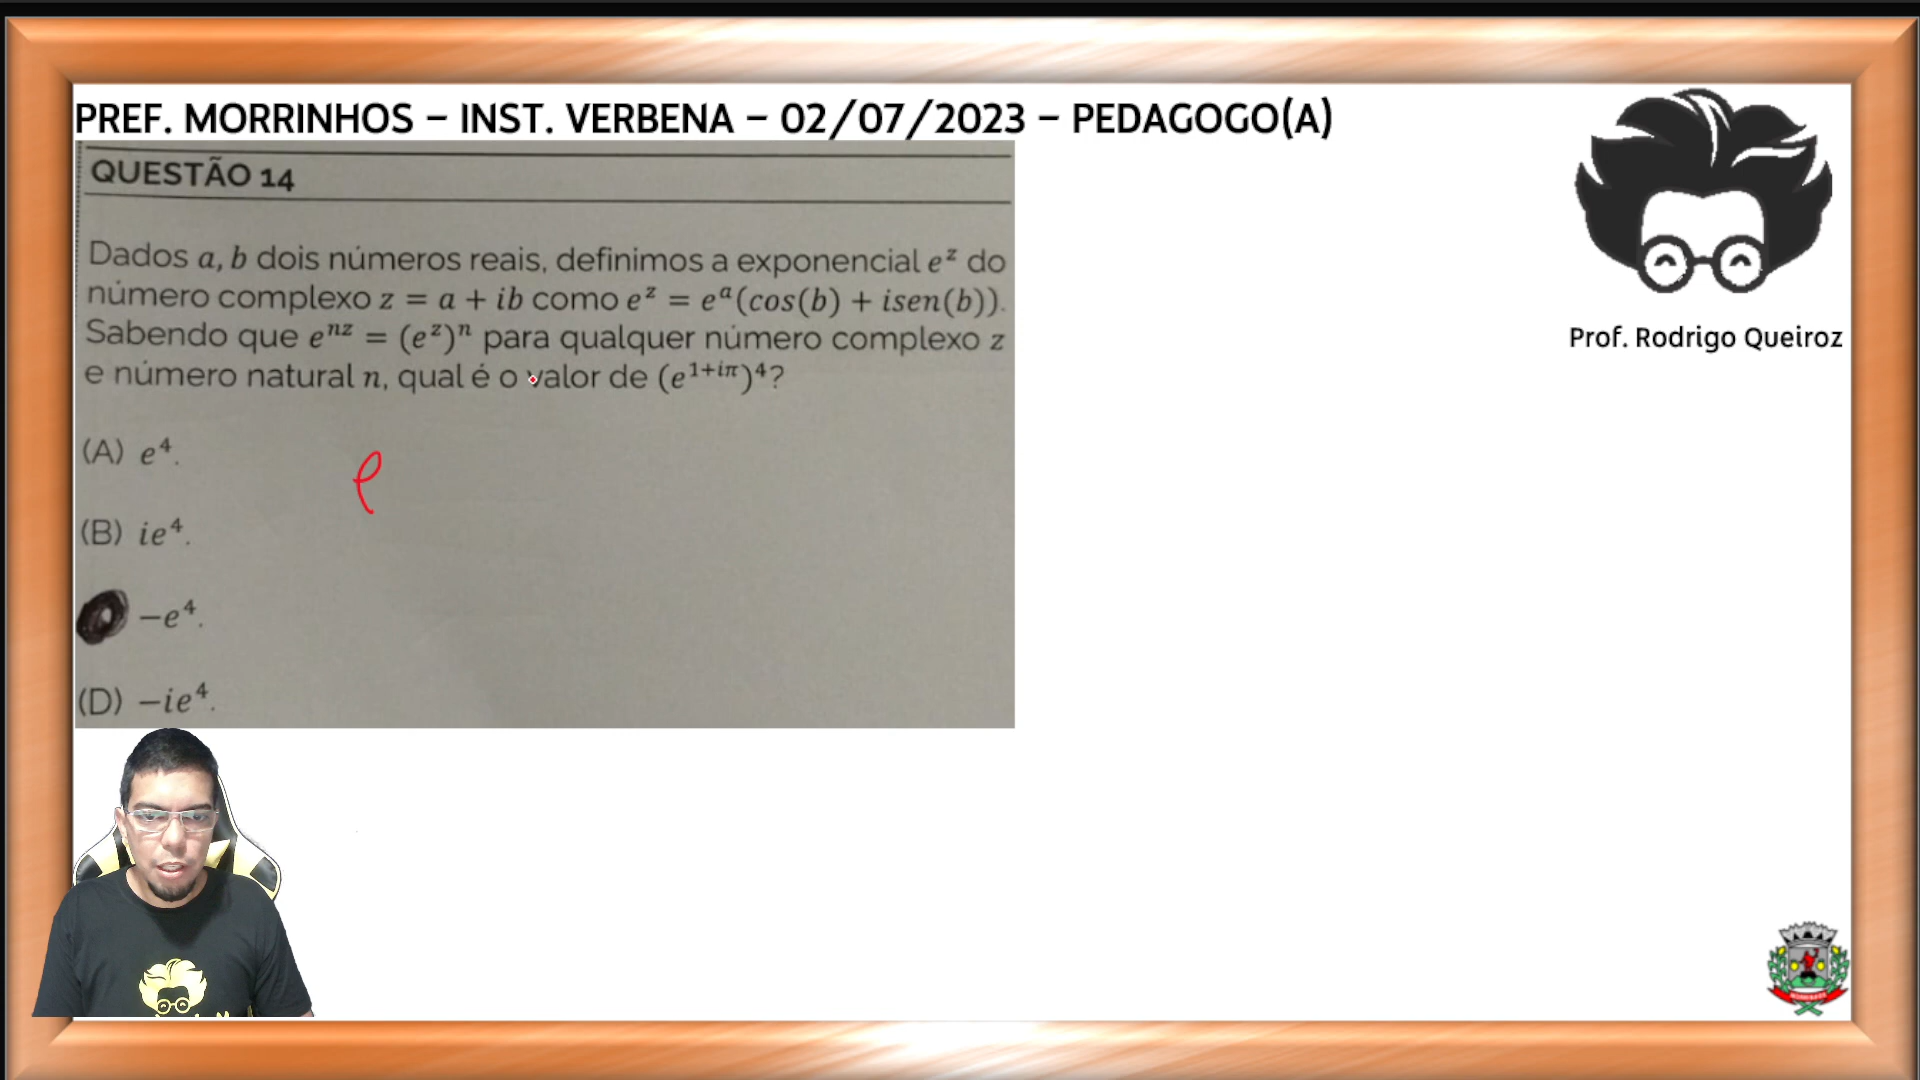 PREF. MORRINHOS – INST. VERBENA – 02/07/2023 – PEDAGOGO(A)
QUESTÃO 14
Dados a, b dois números reais, definimos a exponencial e^z do
número complexo z = a + ib como e^z = e^a(cos(b) + isen(b)).
Sabendo que e^{nz} = (e^z)^n para qualquer número complexo z
e número natural n, qual é o valor de (e^{1+iπ})^4?
(A) e^4.
(B) ie^4.
−e^4.
(D) −ie^4.
e
Prof. Rodrigo Queiroz